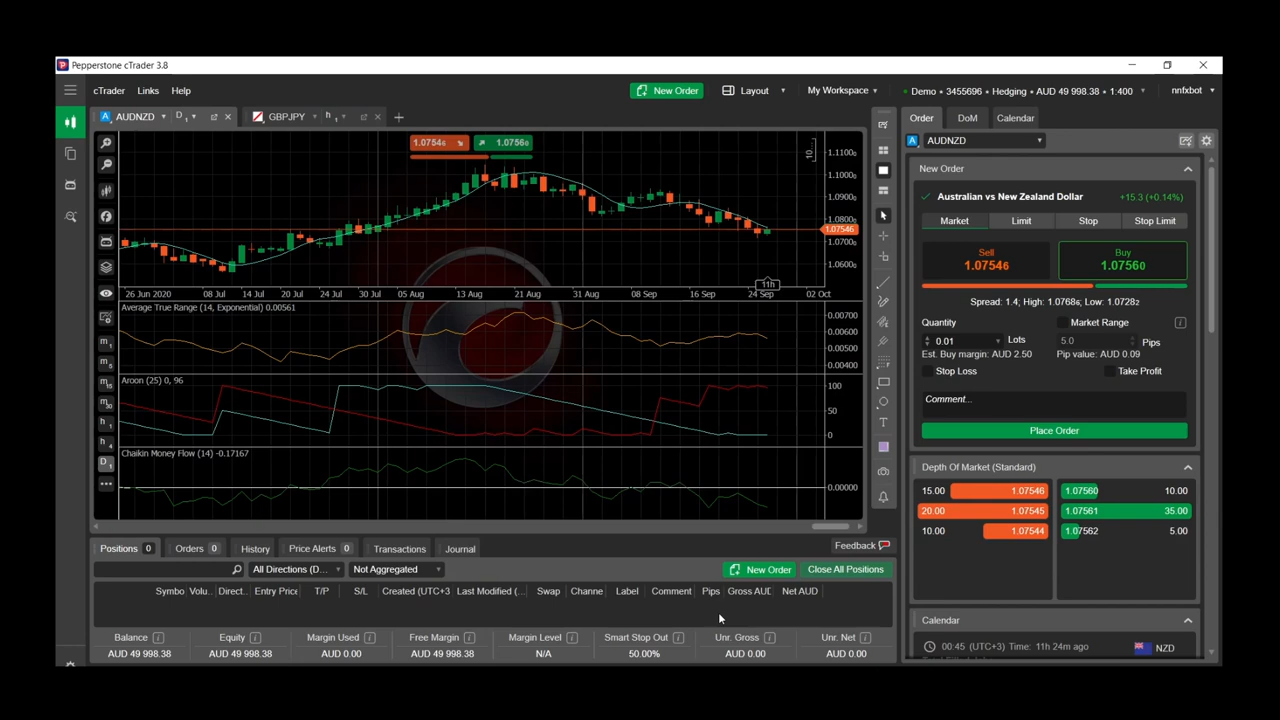 Pepperstone cTrader 3.8
cTrader Links Help
New Order
Layout
My Workspace
Demo • 3455696 • Hedging • AUD 49 998.38 • 1:400
nnfxbot
AUDNZD D1
GBPJPY h1
Order DoM Calendar
AUDNZD
1.07546 1.07560
1.1100
1.0900
1.0800
1.07546
1.0700
1.0600
11h
26 Jun 2020 08 Jul 14 Jul 20 Jul 24 Jul 30 Jul 05 Aug 13 Aug 21 Aug 31 Aug 08 Sep 16 Sep 24 Sep 02 Oct
Average True Range (14, Exponential) 0.00561
0.00700
0.00600
0.00500
0.00400
Aroon (25) 0, 96
100
50
0
Chaikin Money Flow (14) -0.17167
0.00000
m1
m5
m15
m30
h1
h4
D1
New Order
Australian vs New Zealand Dollar +15.3 (+0.14%)
Market Limit Stop Stop Limit
Sell Buy
1.07546 1.07560
Spread: 1.4; High: 1.07686; Low: 1.07282
Quantity Market Range
0.01 Lots 5.0 Pips
Est. Buy margin: AUD 2.50 Pip value: AUD 0.09
Stop Loss Take Profit
Comment...
Place Order
Depth Of Market (Standard)
15.00 1.07546 1.07560 10.00
20.00 1.07545 1.07561 35.00
10.00 1.07544 1.07562 5.00
Calendar
00:45 (UTC+3) Time: 11h 24m ago NZD
Positions 0 Orders 0 History Price Alerts 0 Transactions Journal
Feedback
All Directions (D... Not Aggregated New Order Close All Positions
Symbo Volu.. Direct.. Entry Price T/P S/L Created (UTC+3 Last Modified (... Swap Channe Label Comment Pips Gross AUD Net AUD
Balance Equity Margin Used Free Margin Margin Level Smart Stop Out Unr. Gross Unr. Net
AUD 49 998.38 AUD 49 998.38 AUD 0.00 AUD 49 998.38 N/A 50.00% AUD 0.00 AUD 0.00